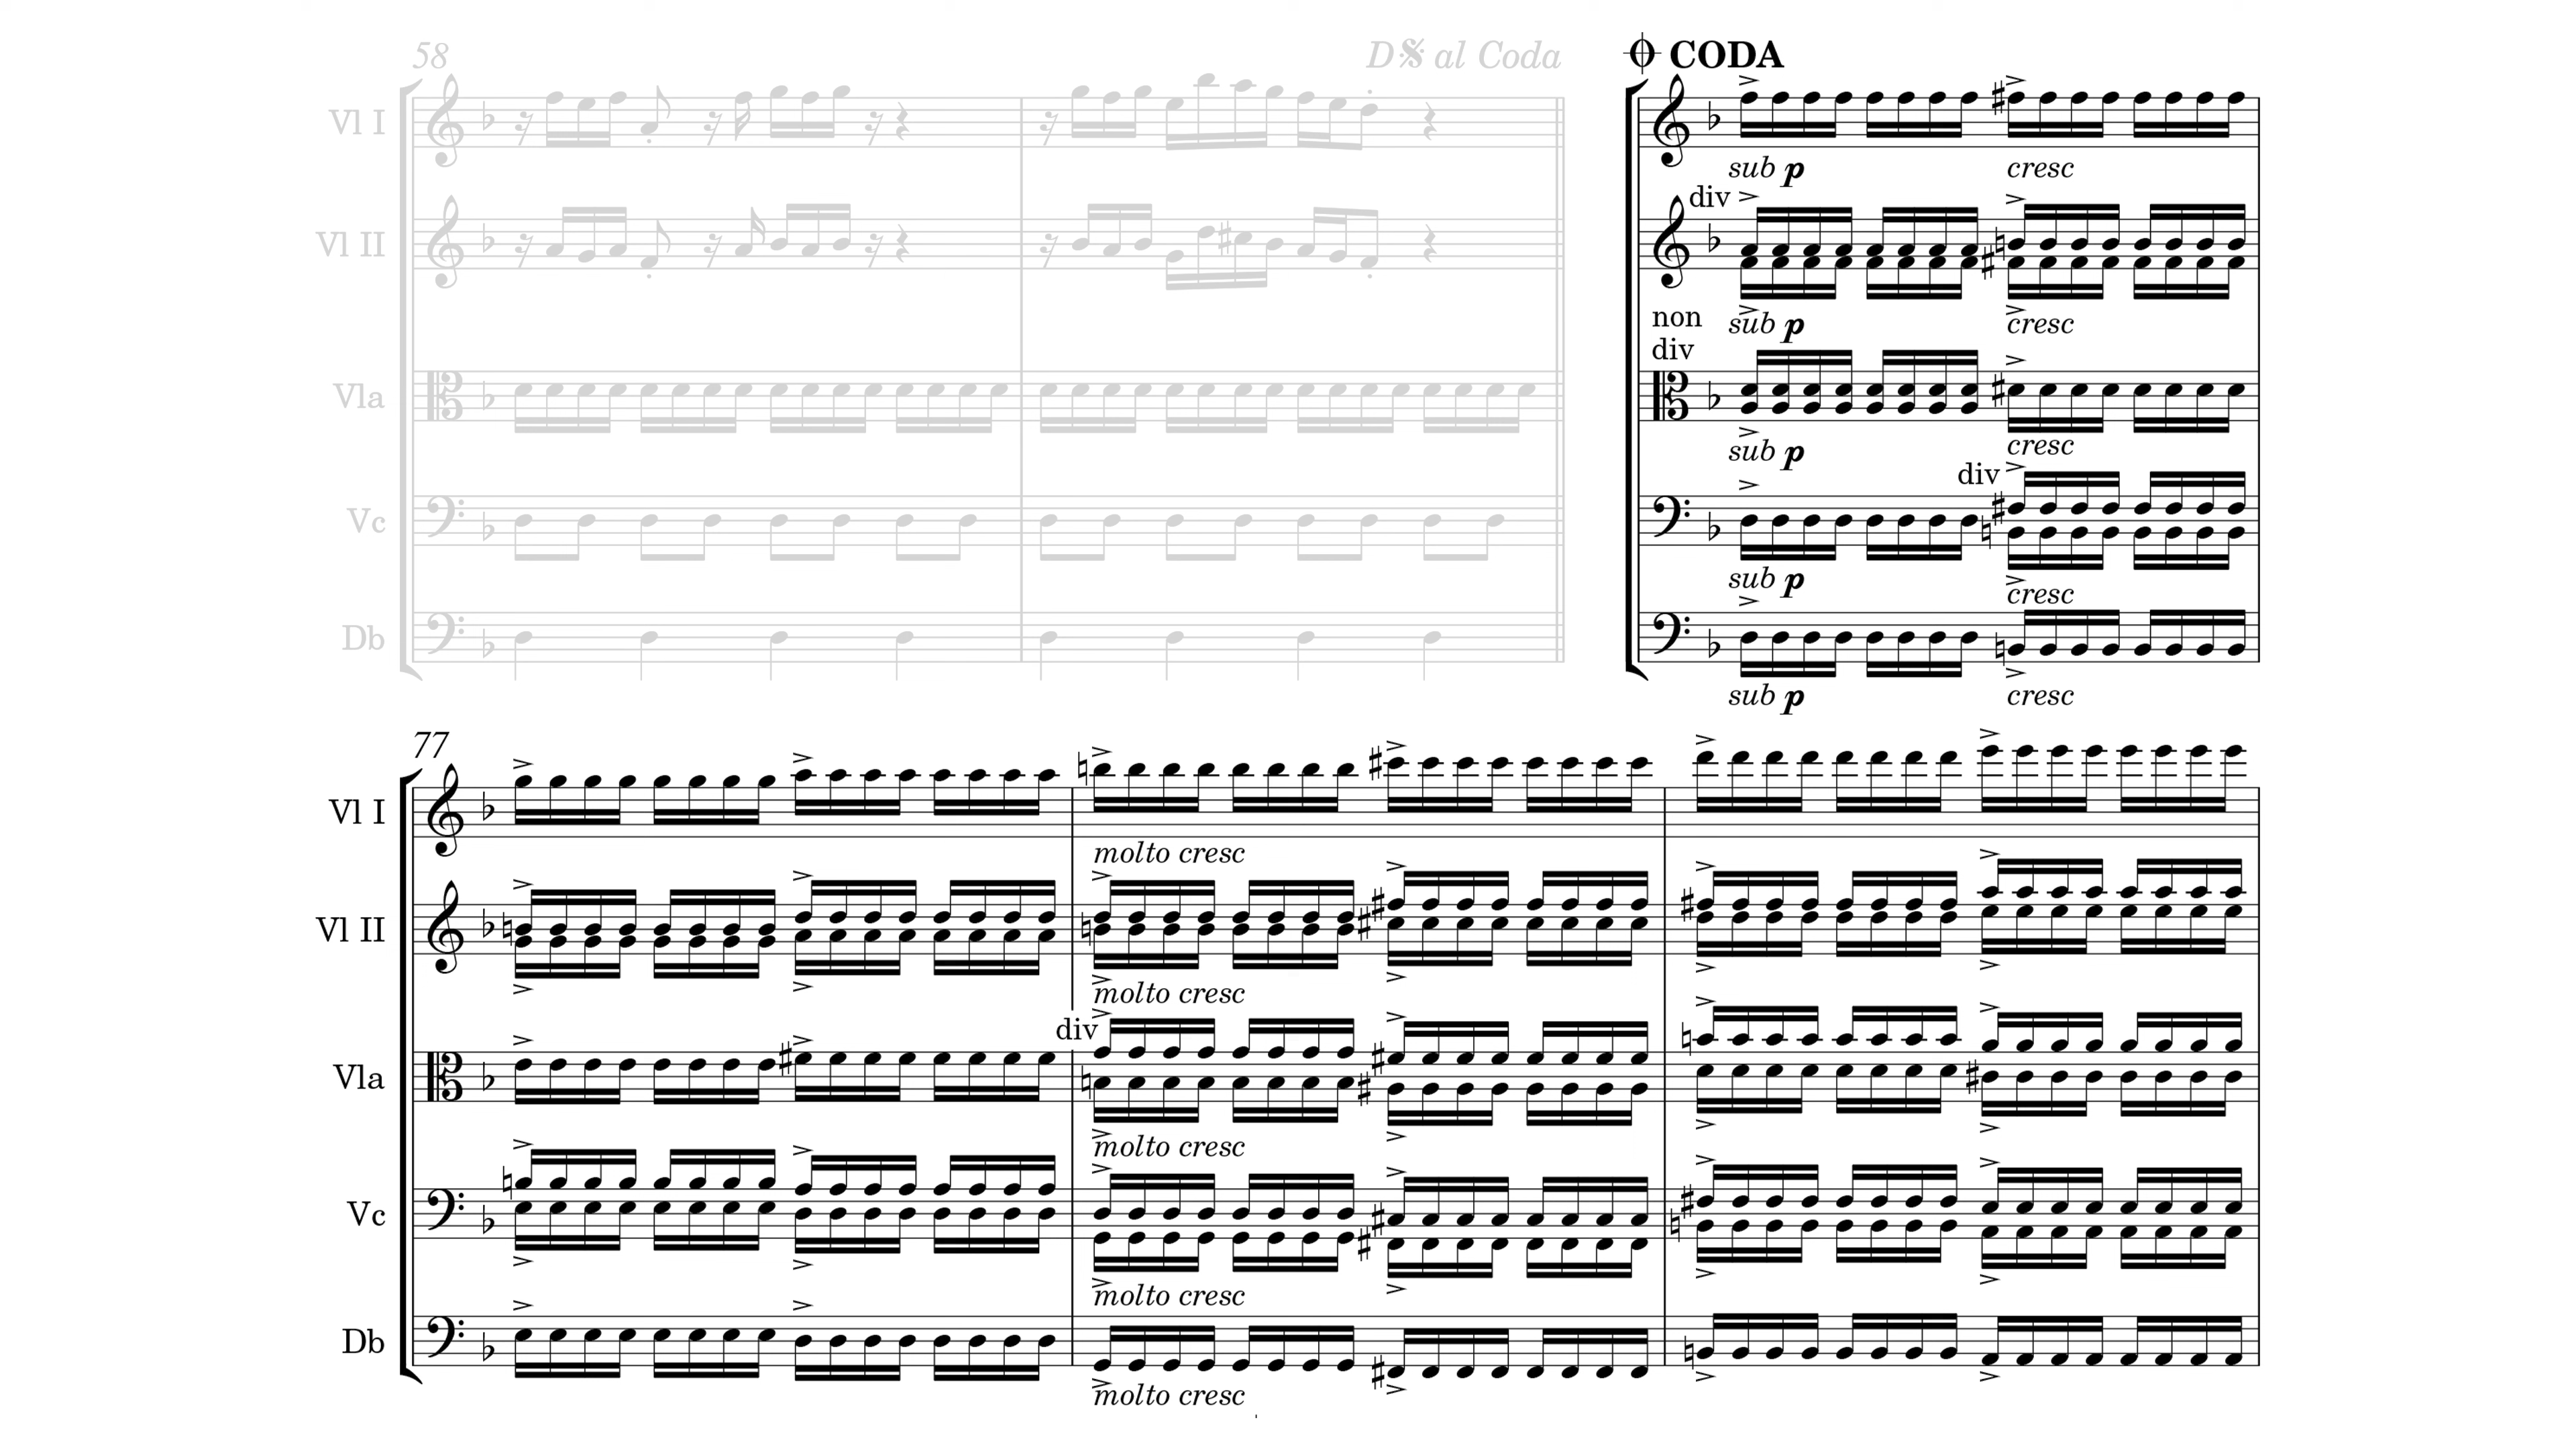 58
D𝄋 al Coda
𝄌 CODA
Vl I
sub p cresc
div
Vl II
non
div
sub p cresc
Vla
sub p cresc
div
Vc
sub p cresc
Db
sub p cresc
77
Vl I
molto cresc
Vl II
molto cresc
div
Vla
molto cresc
Vc
molto cresc
Db
molto cresc